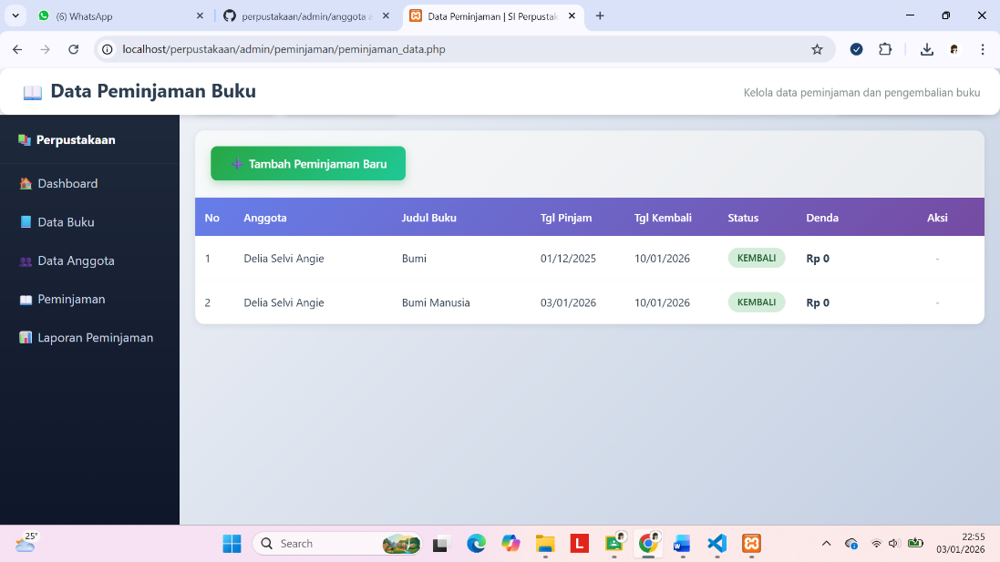 (6) WhatsApp
perpustakaan/admin/anggota a
Data Peminjaman | SI Perpustak
localhost/perpustakaan/admin/peminjaman/peminjaman_data.php
Data Peminjaman Buku
Kelola data peminjaman dan pengembalian buku
Perpustakaan
Dashboard
Data Buku
Data Anggota
Peminjaman
Laporan Peminjaman
Tambah Peminjaman Baru
No Anggota Judul Buku Tgl Pinjam Tgl Kembali Status Denda Aksi
1 Delia Selvi Angie Bumi 01/12/2025 10/01/2026 KEMBALI Rp 0 -
2 Delia Selvi Angie Bumi Manusia 03/01/2026 10/01/2026 KEMBALI Rp 0 -
25°
Search
L
W
22:55
03/01/2026